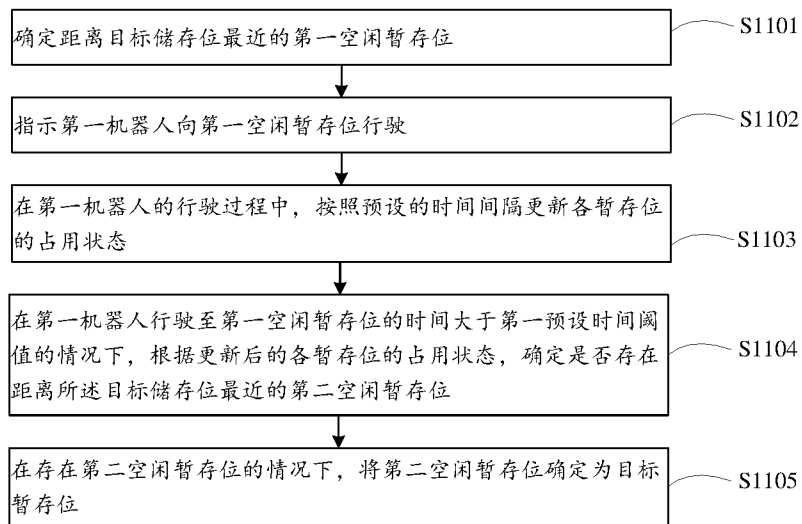 确定距离目标储存位最近的第一空闲暂存位
S1101
指示第一机器人向第一空闲暂存位行驶
S1102
在第一机器人的行驶过程中，按照预设的时间间隔更新各暂存位
的占用状态
S1103
在第一机器人行驶至第一空闲暂存位的时间大于第一预设时间阈
值的情况下，根据更新后的各暂存位的占用状态，确定是否存在
距离所述目标储存位最近的第二空闲暂存位
S1104
在存在第二空闲暂存位的情况下，将第二空闲暂存位确定为目标
暂存位
S1105